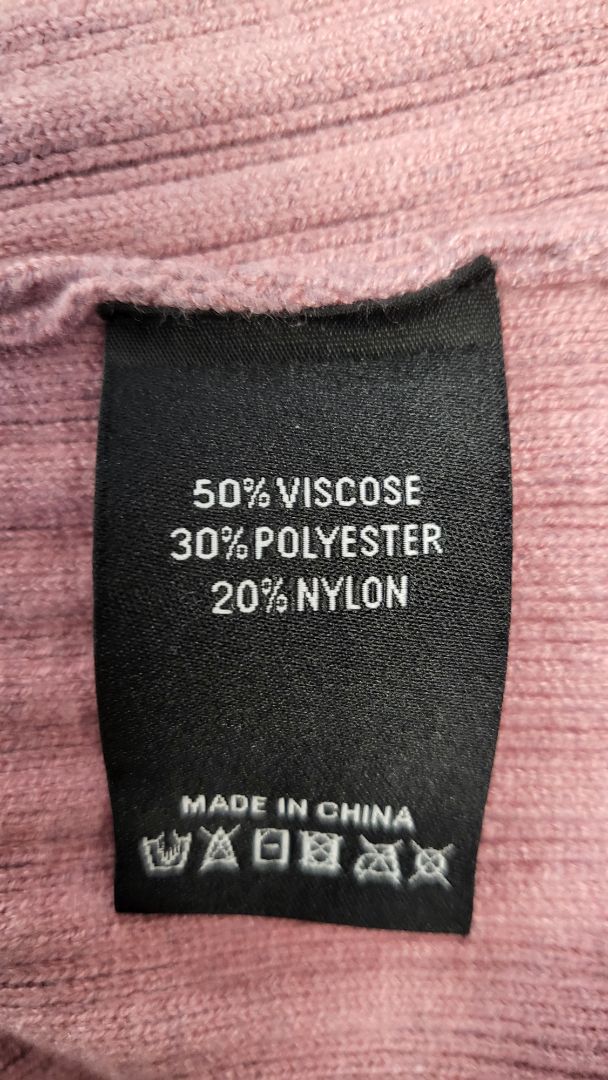 50% VISCOSE
30% POLYESTER
20% NYLON
MADE IN CHINA